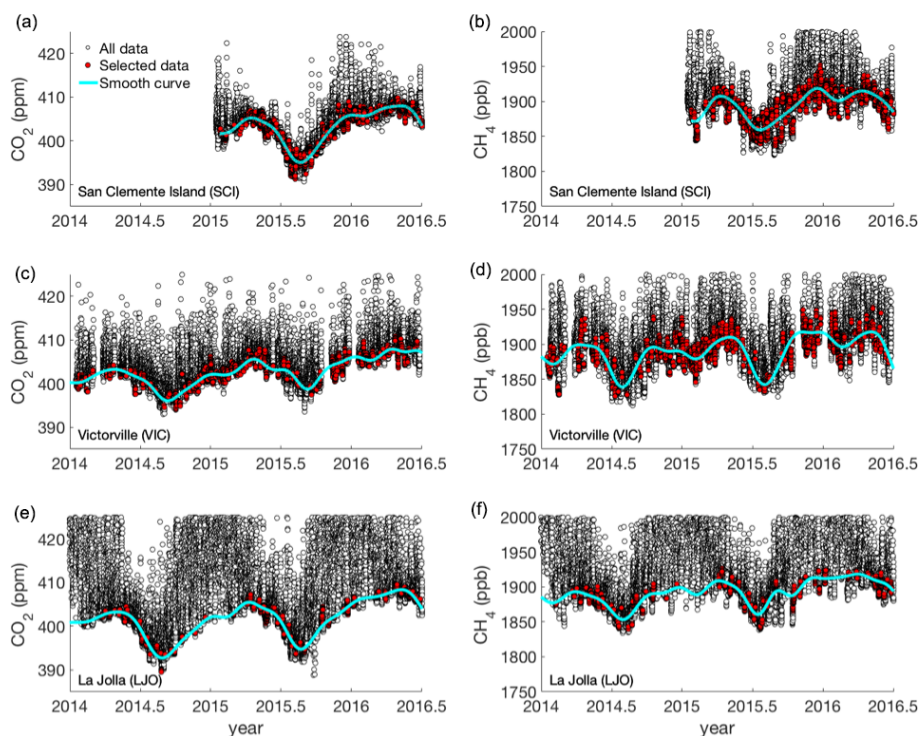 (a)
All data
Selected data
Smooth curve
420
410
400
390
CO2 (ppm)
San Clemente Island (SCI)
2014 2014.5 2015 2015.5 2016 2016.5
(b)
2000
1950
1900
1850
1800
1750
CH4 (ppb)
San Clemente Island (SCI)
2014 2014.5 2015 2015.5 2016 2016.5
(c)
420
410
400
390
CO2 (ppm)
Victorville (VIC)
2014 2014.5 2015 2015.5 2016 2016.5
(d)
2000
1950
1900
1850
1800
1750
CH4 (ppb)
Victorville (VIC)
2014 2014.5 2015 2015.5 2016 2016.5
(e)
420
410
400
390
CO2 (ppm)
La Jolla (LJO)
2014 2014.5 2015 2015.5 2016 2016.5
year
(f)
2000
1950
1900
1850
1800
1750
CH4 (ppb)
La Jolla (LJO)
2014 2014.5 2015 2015.5 2016 2016.5
year